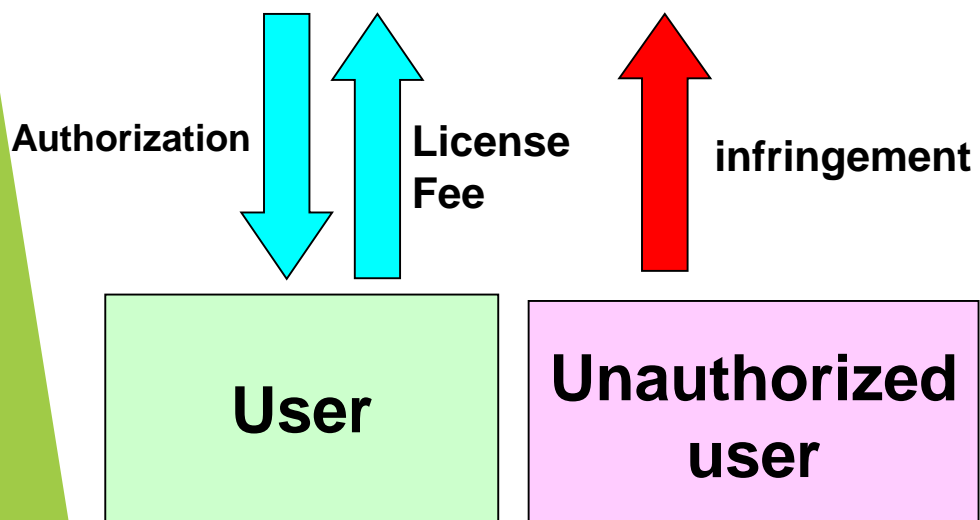 Authorization
License
Fee
infringement
User
Unauthorized
user